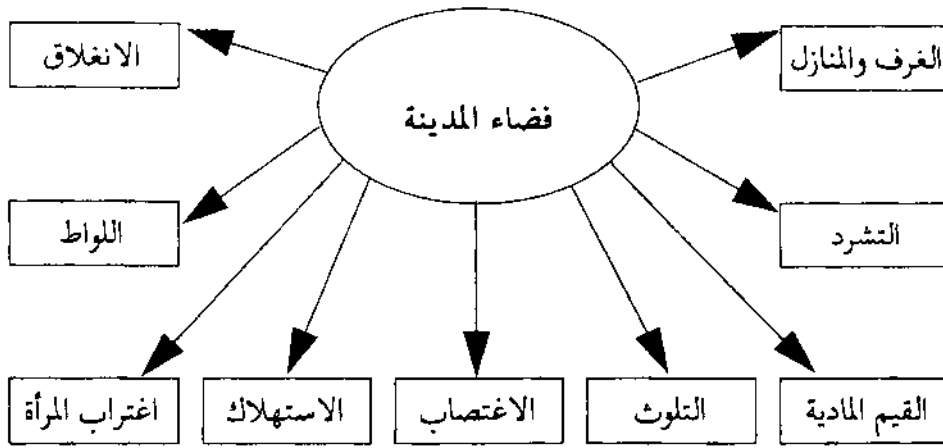 فضاء المدينة
الغرف والمنازل
الانغلاق
التشرد
اللواط
القيم المادية
التلوث
الاغتصاب
الاستهلاك
اغتراب المرأة